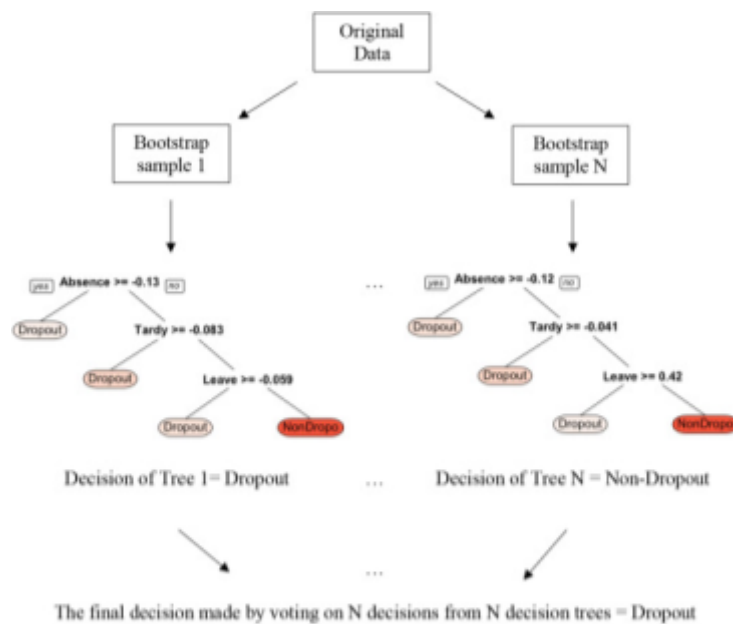 Original
Data
Bootstrap
sample 1
Bootstrap
sample N
yes Absence >= -0.13 no
... yes Absence >= -0.12 no
Dropout
Tardy >= -0.083
Dropout
Tardy >= -0.041
Dropout
Leave >= -0.059
Dropout
Leave >= 0.42
Dropout
NonDropo
Dropout
NonDropo
Decision of Tree 1= Dropout
... Decision of Tree N = Non-Dropout
...
The final decision made by voting on N decisions from N decision trees = Dropout